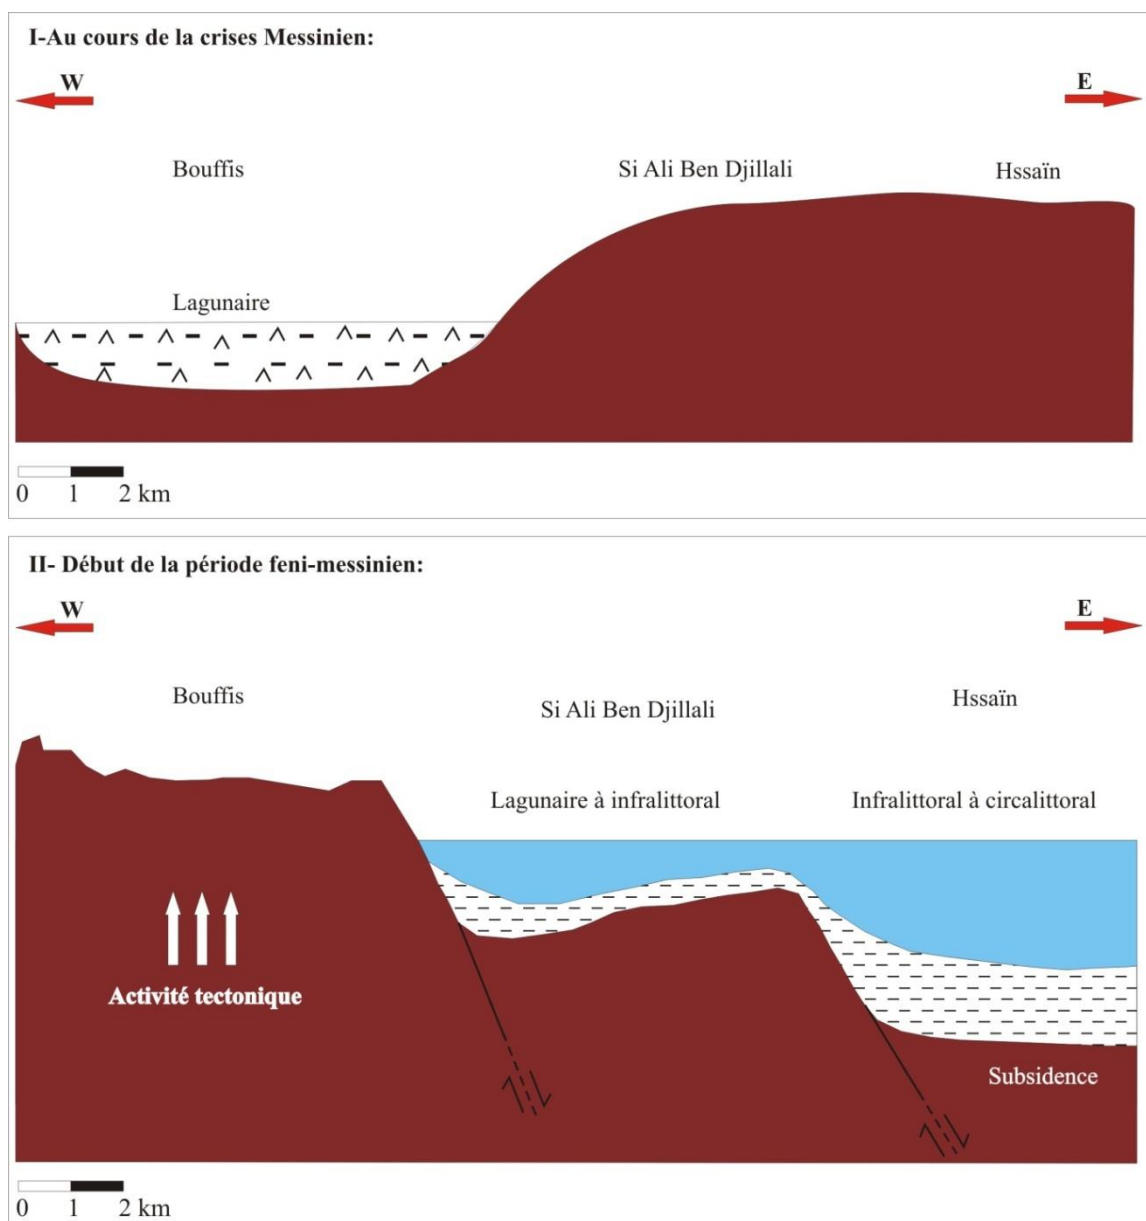 I-Au cours de la crises Messinien:
W
E
Bouffis
Si Ali Ben Djillali
Hssaïn
Lagunaire
0 1 2 km
II- Début de la période feni-messinien:
W
E
Bouffis
Si Ali Ben Djillali
Hssaïn
Lagunaire à infralittoral
Infralittoral à circalittoral
Activité tectonique
Subsidence
0 1 2 km